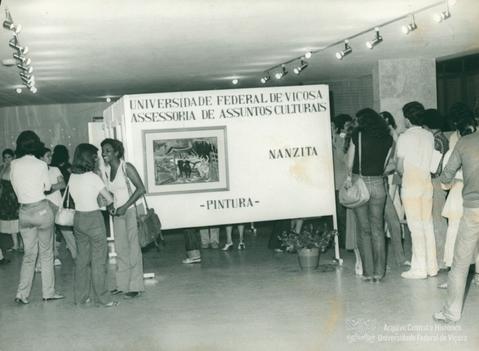 UNIVERSIDADE FEDERAL DE VIÇOSA
ASSESSORIA DE ASSUNTOS CULTURAIS
NANZITA
-PINTURA-
Arquivo Central e Histórico
Universidade Federal de Viçosa